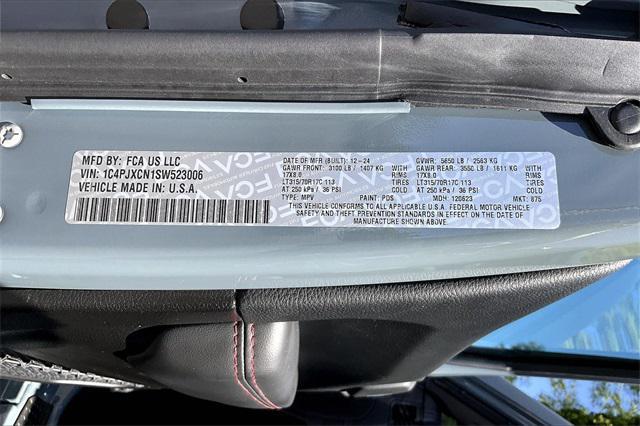 MFD BY: FCA US LLC
VIN: 1C4PJXCN1SW523006
VEHICLE MADE IN: U.S.A.
DATE OF MFR (BUILT): 12-24 GVWR: 5650 LB / 2563 KG
GAWR FRONT: 3100 LB / 1407 KG WITH GAWR REAR: 3550 LB / 1611 KG WITH
17X8.0 RIMS 17X8.0 RIMS
LT315/70R17C 113 TIRES LT315/70R17C 113 TIRES
AT 250 kPa / 36 PSI COLD AT 250 kPa / 36 PSI COLD
TYPE: MPV PAINT: PDS MDH: 120623 MKT: 875
THIS VEHICLE CONFORMS TO ALL APPLICABLE U.S.A. FEDERAL MOTOR VEHICLE
SAFETY AND THEFT PREVENTION STANDARDS IN EFFECT ON THE DATE OF
MANUFACTURE SHOWN ABOVE.